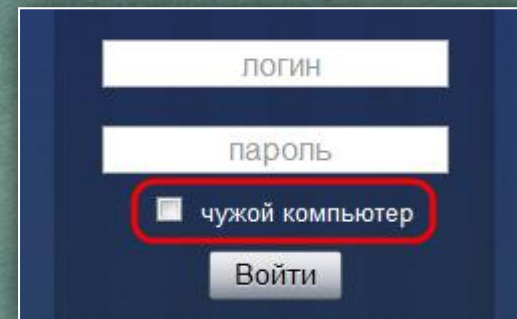 логин
пароль
чужой компьютер
Войти